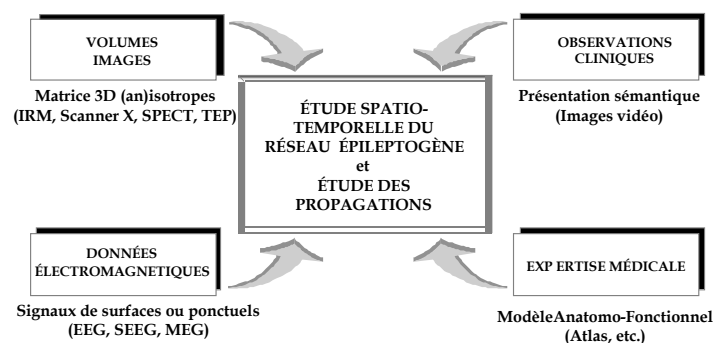 VOLUMES
IMAGES
Matrice 3D (an)isotropes
(IRM, Scanner X, SPECT, TEP)
OBSERVATIONS
CLINIQUES
Présentation sémantique
(Images vidéo)
ÉTUDE SPATIO-
TEMPORELLE DU
RÉSEAU ÉPILEPTOGÈNE
et
ÉTUDE DES
PROPAGATIONS
DONNÉES
ÉLECTROMAGNETIQUES
Signaux de surfaces ou ponctuels
(EEG, SEEG, MEG)
EXP ERTISE MÉDICALE
ModèleAnatomo-Fonctionnel
(Atlas, etc.)